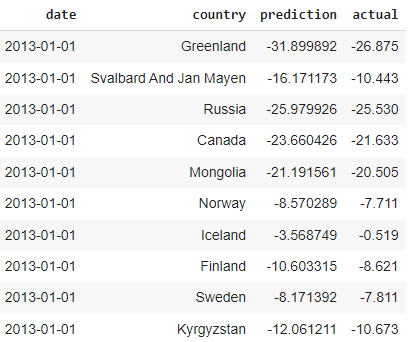 date country prediction actual
2013-01-01 Greenland -31.899892 -26.875
2013-01-01 Svalbard And Jan Mayen -16.171173 -10.443
2013-01-01 Russia -25.979926 -25.530
2013-01-01 Canada -23.660426 -21.633
2013-01-01 Mongolia -21.191561 -20.505
2013-01-01 Norway -8.570289 -7.711
2013-01-01 Iceland -3.568749 -0.519
2013-01-01 Finland -10.603315 -8.621
2013-01-01 Sweden -8.171392 -7.811
2013-01-01 Kyrgyzstan -12.061211 -10.673